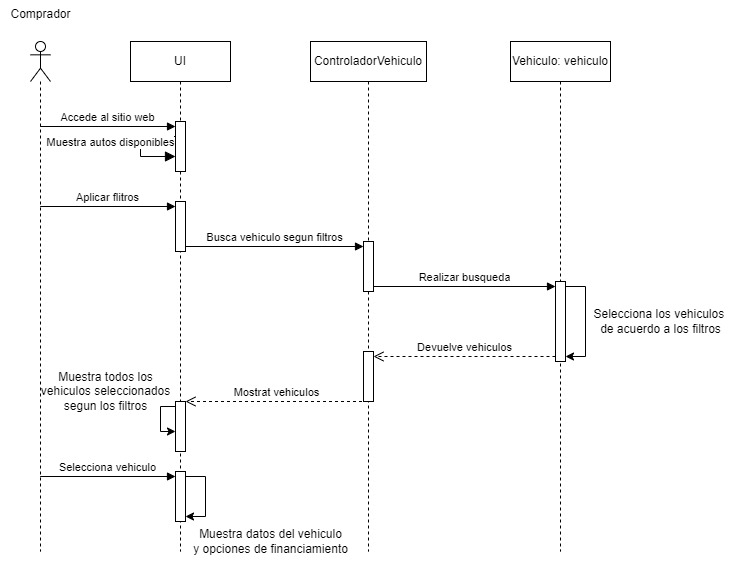 Comprador
UI
ControladorVehiculo
Vehiculo: vehiculo
Accede al sitio web
Muestra autos disponibles
Aplicar flitros
Busca vehiculo segun filtros
Realizar busqueda
Selecciona los vehiculos
de acuerdo a los filtros
Devuelve vehiculos
Muestra todos los
vehiculos seleccionados
segun los filtros
Mostrat vehiculos
Selecciona vehiculo
Muestra datos del vehiculo
y opciones de financiamiento